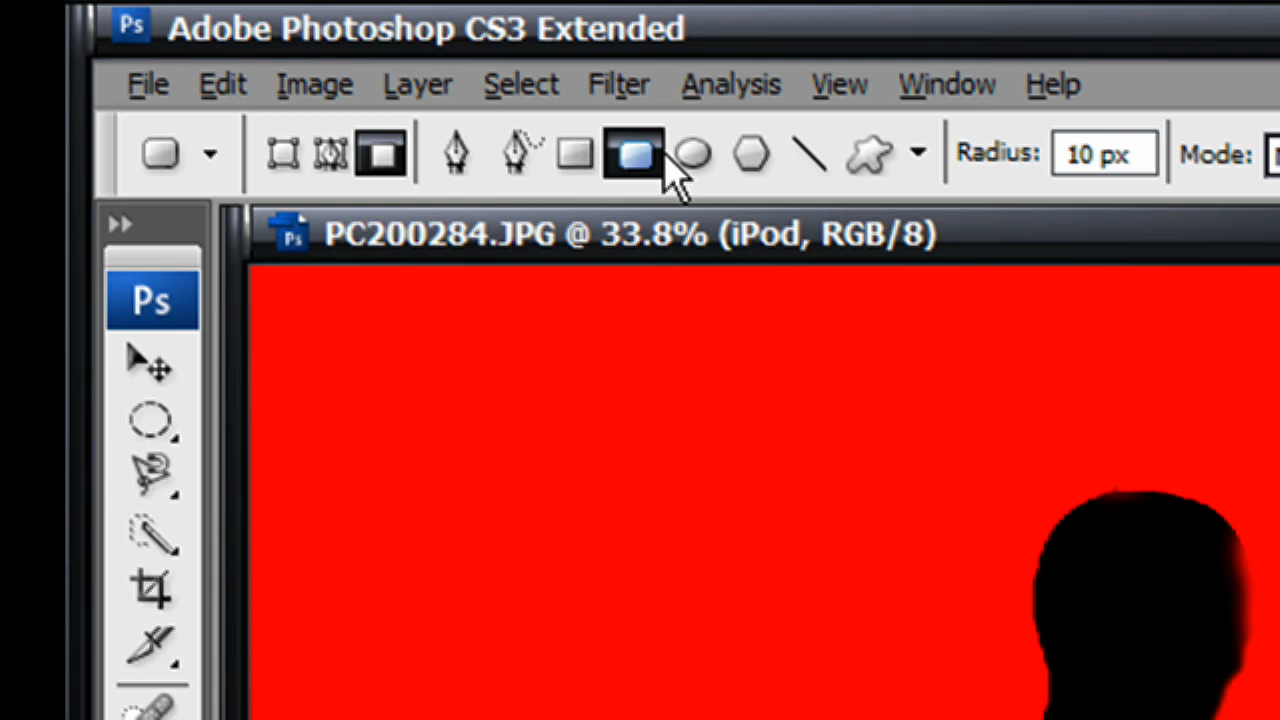 Ps Adobe Photoshop CS3 Extended
File Edit Image Layer Select Filter Analysis View Window Help
Radius: 10 px Mode:
Ps PC200284.JPG @ 33.8% (iPod, RGB/8)
Ps